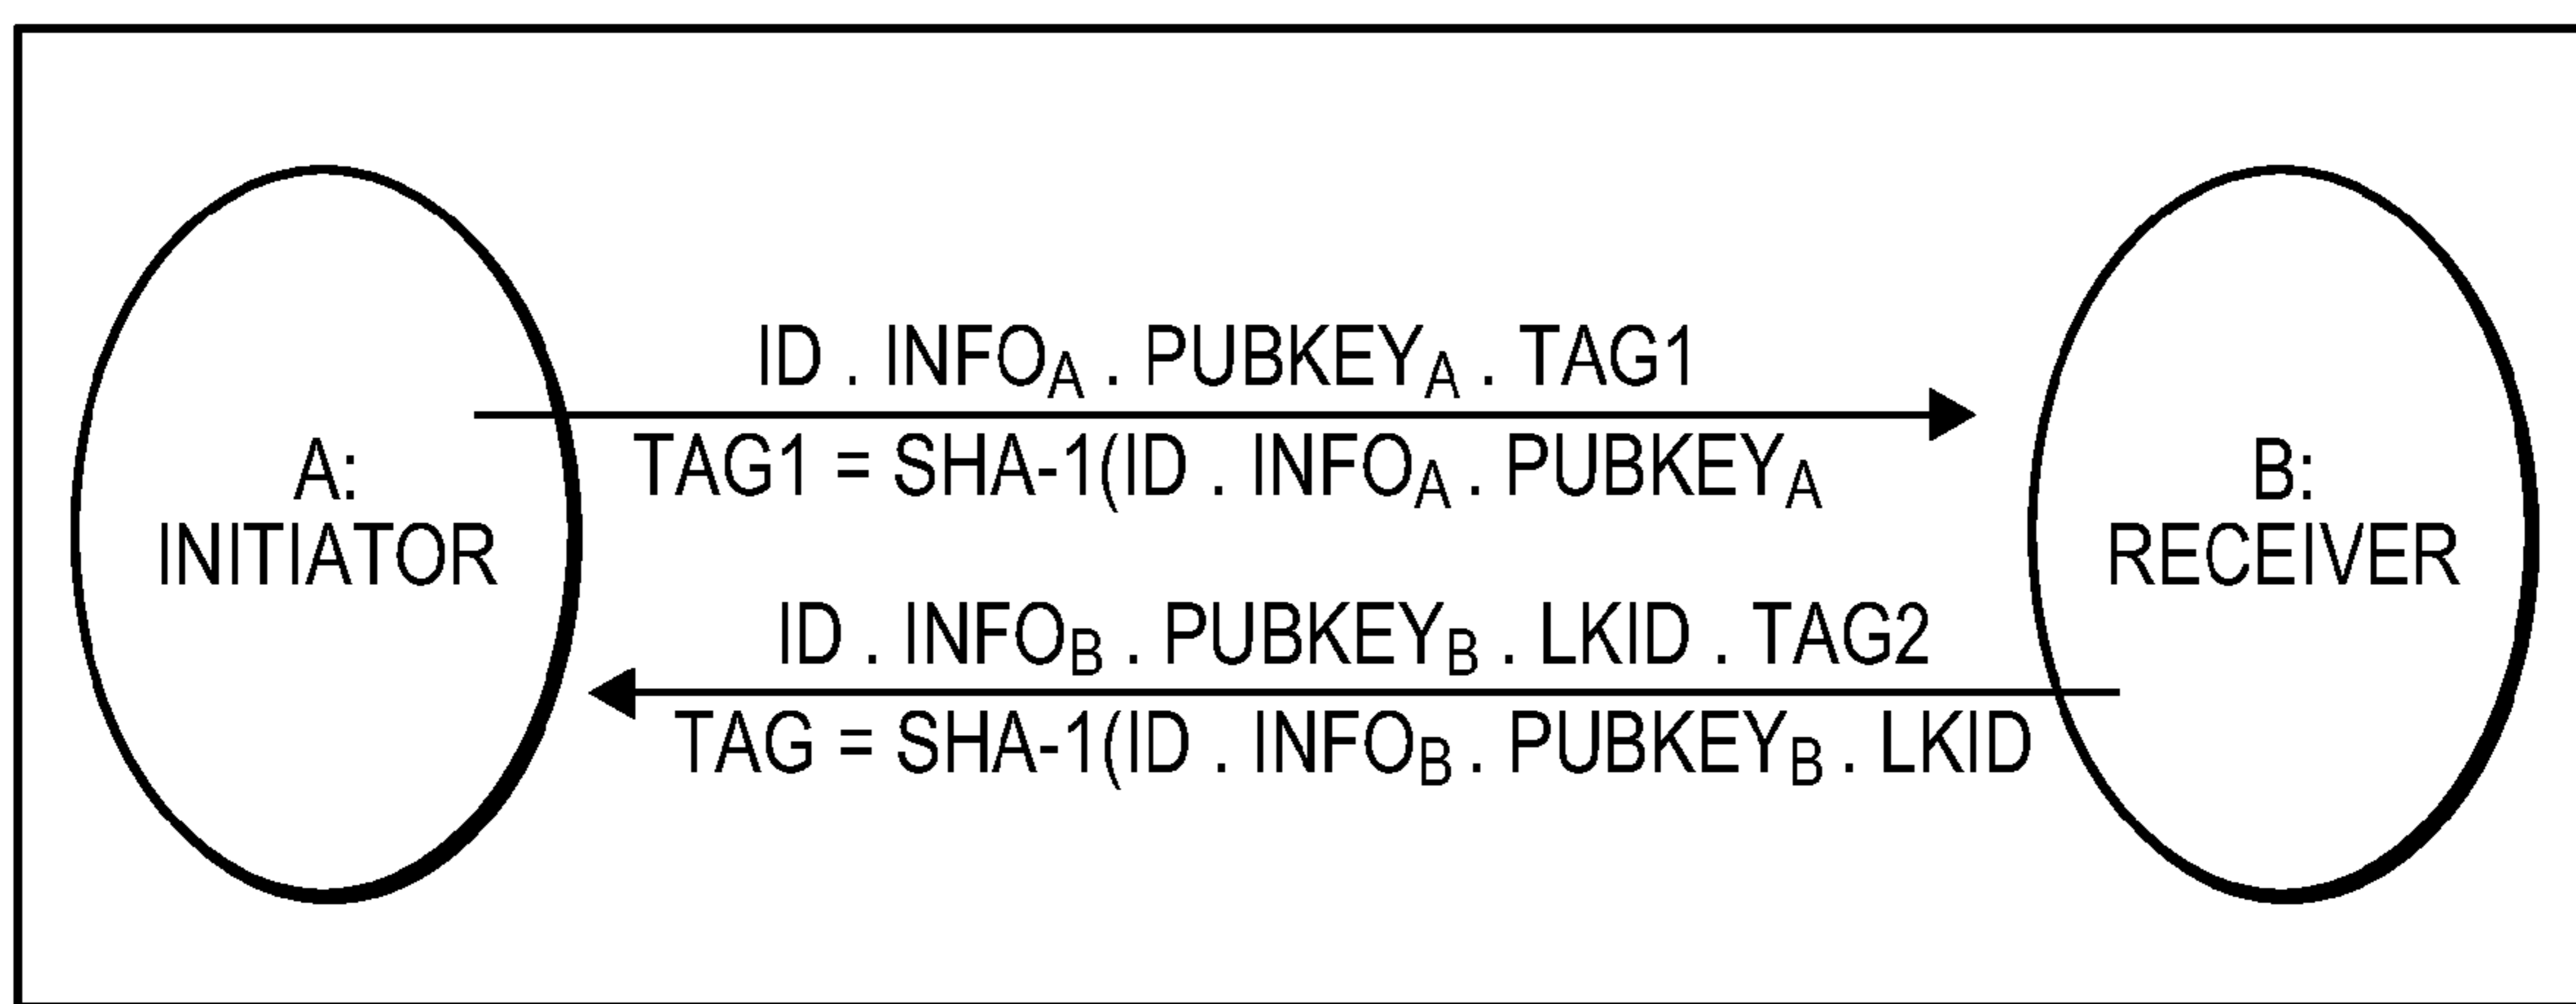 A:
INITIATOR
ID . INFOA . PUBKEYA . TAG1
TAG1 = SHA-1(ID . INFOA . PUBKEYA
ID . INFOB . PUBKEYB . LKID . TAG2
TAG = SHA-1(ID . INFOB . PUBKEYB . LKID
B:
RECEIVER